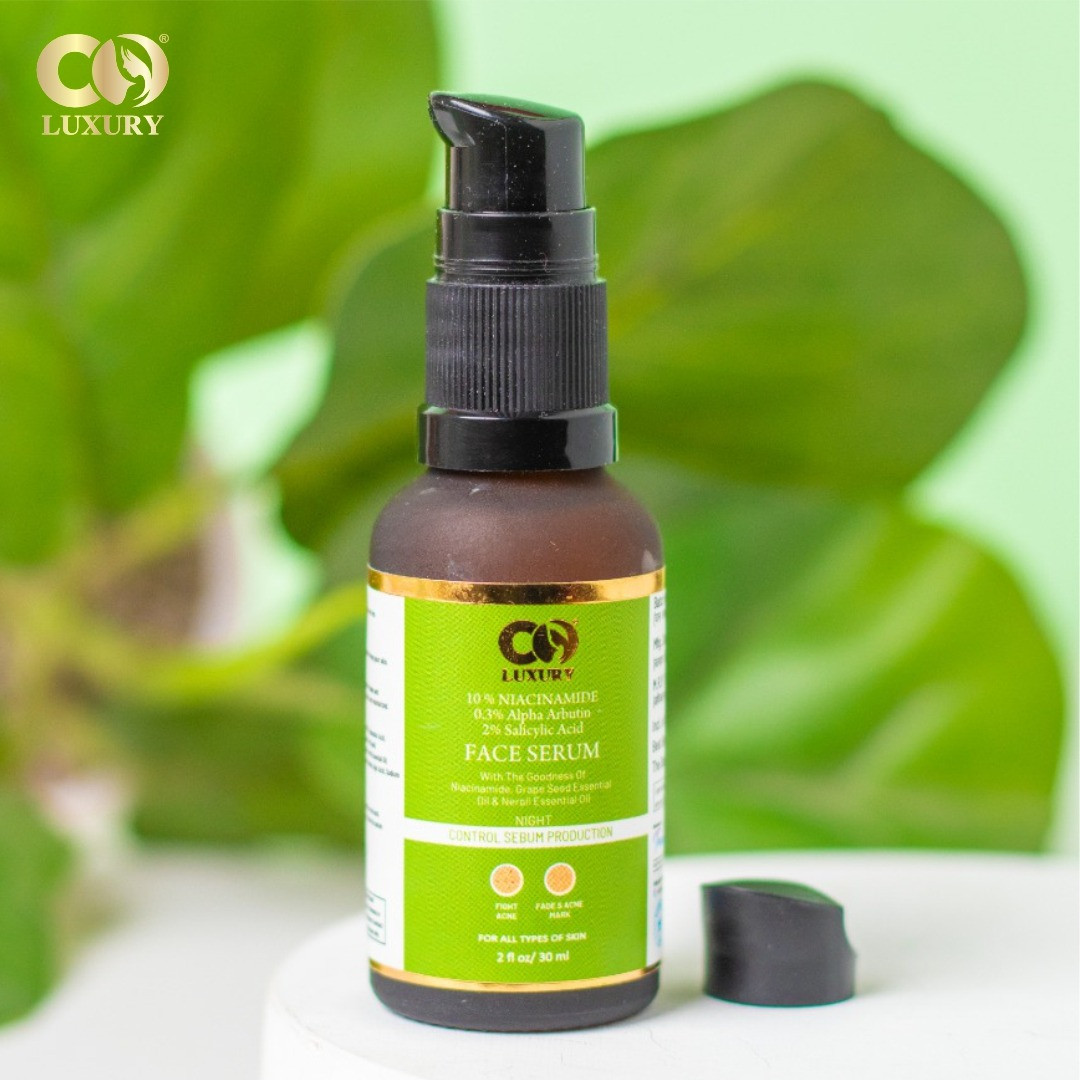 CO®
LUXURY
CO
LUXURY
10 % NIACINAMIDE
0.3% Alpha Arbutin
2% Salicylic Acid
FACE SERUM
With The Goodness Of
Niacinamide, Grape Seed Essential
Oil & Neroli Essential Oil
NIGHT
CONTROL SEBUM PRODUCTION
FIGHT
ACNE
FADE S ACNE
MARK
FOR ALL TYPES OF SKIN
2 fl oz/ 30 ml